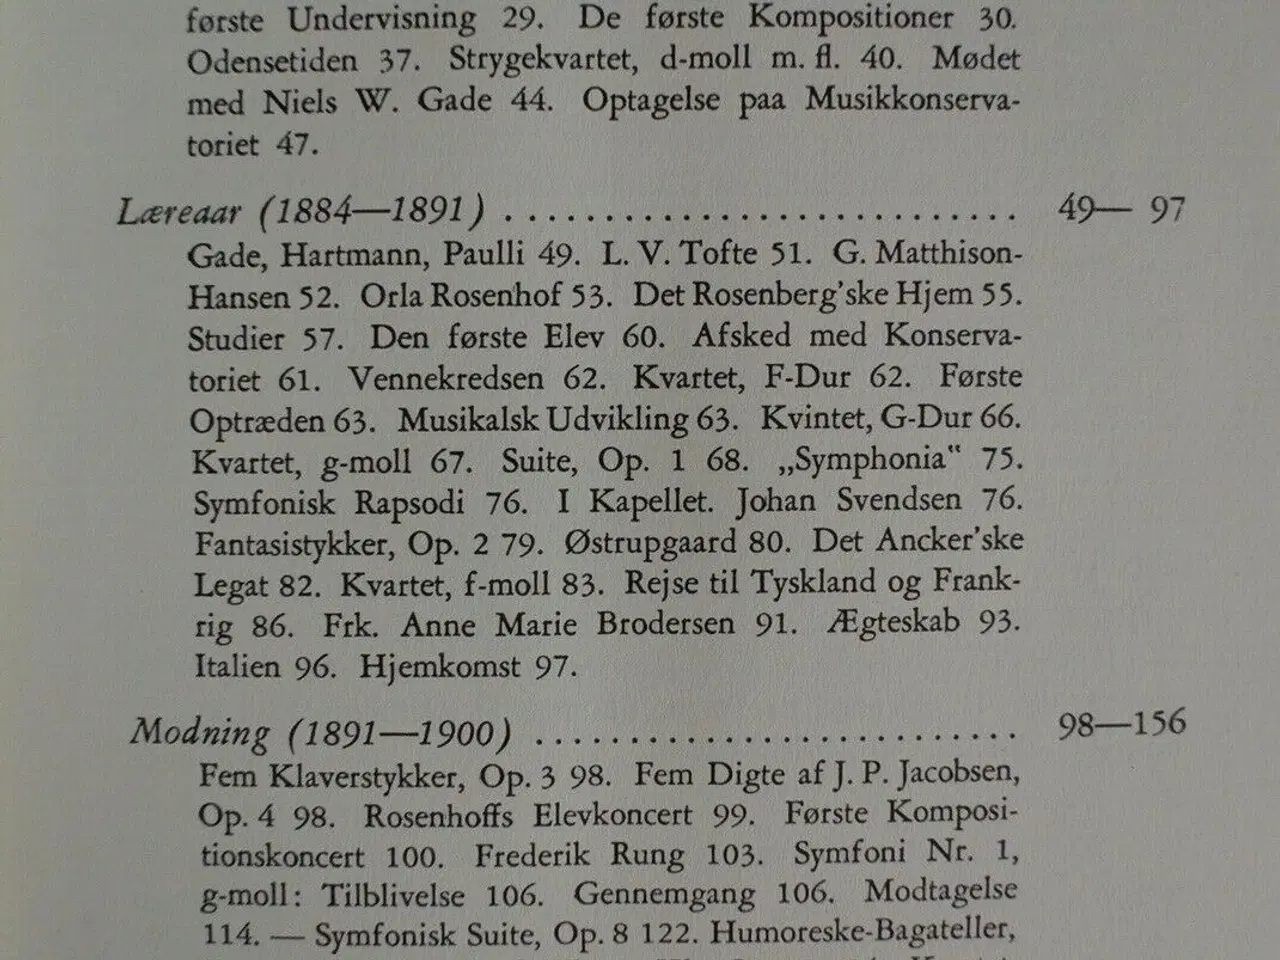 første Undervisning 29. De første Kompositioner 30.
Odensetiden 37. Strygekvartet, d-moll m. fl. 40. Mødet
med Niels W. Gade 44. Optagelse paa Musikkonserva-
toriet 47.
Læreaar (1884—1891) .......................... 49— 97
Gade, Hartmann, Paulli 49. L. V. Tofte 51. G. Matthison-
Hansen 52. Orla Rosenhof 53. Det Rosenberg'ske Hjem 55.
Studier 57. Den første Elev 60. Afsked med Konserva-
toriet 61. Vennekredsen 62. Kvartet, F-Dur 62. Første
Optræden 63. Musikalsk Udvikling 63. Kvintet, G-Dur 66.
Kvartet, g-moll 67. Suite, Op. 1 68. „Symphonia" 75.
Symfonisk Rapsodi 76. I Kapellet. Johan Svendsen 76.
Fantasistykker, Op. 2 79. Østrupgaard 80. Det Ancker'ske
Legat 82. Kvartet, f-moll 83. Rejse til Tyskland og Frank-
rig 86. Frk. Anne Marie Brodersen 91. Ægteskab 93.
Italien 96. Hjemkomst 97.
Modning (1891—1900) ......................... 98—156
Fem Klaverstykker, Op. 3 98. Fem Digte af J. P. Jacobsen,
Op. 4 98. Rosenhoffs Elevkoncert 99. Første Komposi-
tionskoncert 100. Frederik Rung 103. Symfoni Nr. 1,
g-moll: Tilblivelse 106. Gennemgang 106. Modtagelse
114. — Symfonisk Suite, Op. 8 122. Humoreske-Bagateller,